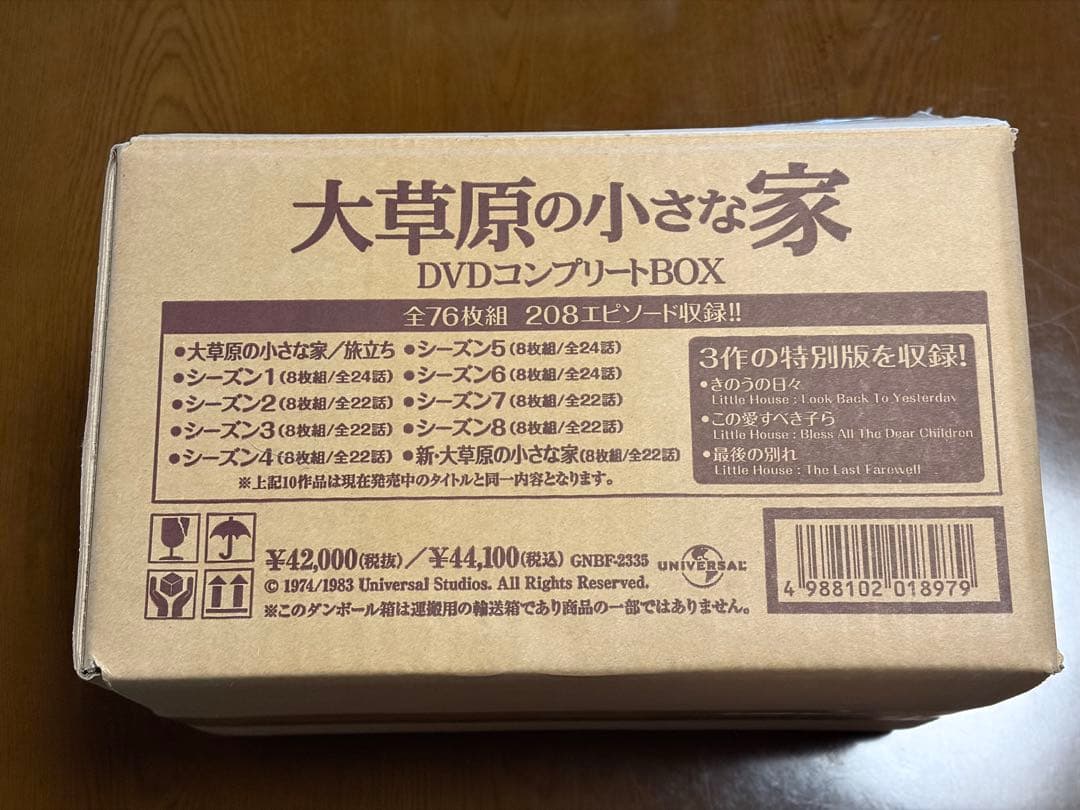 大草原の小さな家
DVDコンプリートBOX
全76枚組 208エピソード収録!!
●大草原の小さな家／旅立ち
●シーズン1(8枚組/全24話)
●シーズン2(8枚組/全22話)
●シーズン3(8枚組/全22話)
●シーズン4(8枚組/全22話)
●シーズン5(8枚組/全24話)
●シーズン6(8枚組/全24話)
●シーズン7(8枚組/全22話)
●シーズン8(8枚組/全22話)
●新・大草原の小さな家(8枚組/全22話)
※上記10作品は現在発売中のタイトルと同一内容となります。
3作の特別版を収録!
●きのうの日々
Little House : Look Back To Yesterday
●この愛すべき子ら
Little House : Bless All The Dear Children
●最後の別れ
Little House : The Last Farewell
¥42,000(税抜)／¥44,100(税込) GNBF-2335
UNIVERSAL
© 1974/1983 Universal Studios. All Rights Reserved.
※このダンボール箱は運搬用の輸送箱であり商品の一部ではありません。
4 988102 018979